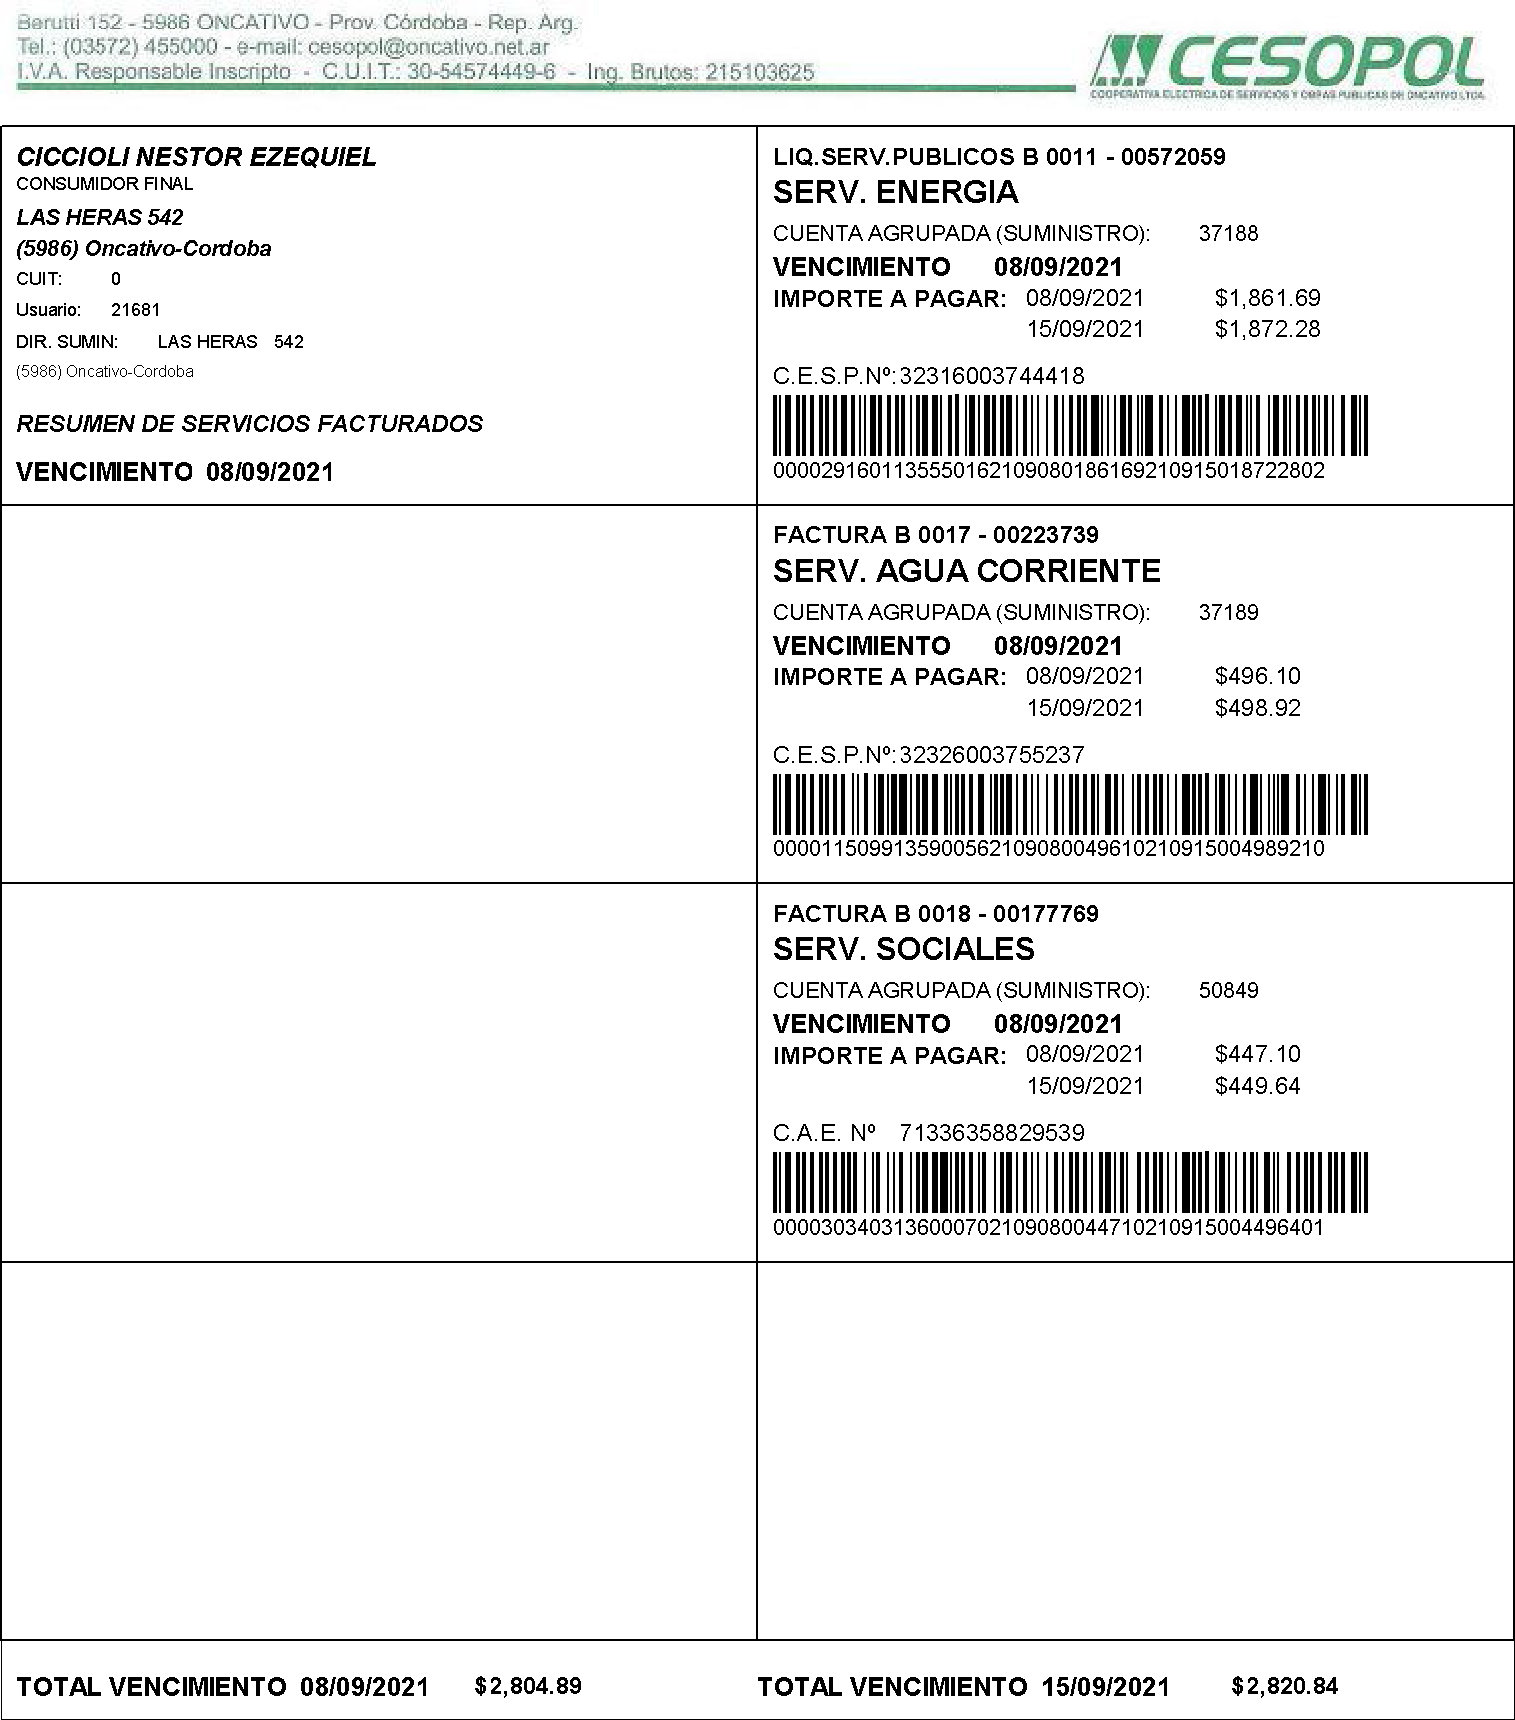 Berutti 152 - 5986 ONCATIVO - Prov. Córdoba - Rep. Arg.
Tel.: (03572) 455000 - e-mail: cesopol@oncativo.net.ar
I.V.A. Responsable Inscripto - C.U.I.T.: 30-54574449-6 - Ing. Brutos: 215103625
CESOPOL
COOPERATIVA ELECTRICA DE SERVICIOS Y OBRAS PUBLICAS DE ONCATIVO LTDA.
CICCIOLI NESTOR EZEQUIEL
CONSUMIDOR FINAL
LAS HERAS 542
(5986) Oncativo-Cordoba
CUIT: 0
Usuario: 21681
DIR. SUMIN: LAS HERAS 542
(5986) Oncativo-Cordoba
RESUMEN DE SERVICIOS FACTURADOS
VENCIMIENTO 08/09/2021
LIQ.SERV.PUBLICOS B 0011 - 00572059
SERV. ENERGIA
CUENTA AGRUPADA (SUMINISTRO): 37188
VENCIMIENTO 08/09/2021
IMPORTE A PAGAR: 08/09/2021 $1,861.69
15/09/2021 $1,872.28
C.E.S.P.Nº: 32316003744418
00002916011355501621090801861692109150187228​02
FACTURA B 0017 - 00223739
SERV. AGUA CORRIENTE
CUENTA AGRUPADA (SUMINISTRO): 37189
VENCIMIENTO 08/09/2021
IMPORTE A PAGAR: 08/09/2021 $496.10
15/09/2021 $498.92
C.E.S.P.Nº: 32326003755237
0000115099135900562109080049610210915004989210
FACTURA B 0018 - 00177769
SERV. SOCIALES
CUENTA AGRUPADA (SUMINISTRO): 50849
VENCIMIENTO 08/09/2021
IMPORTE A PAGAR: 08/09/2021 $447.10
15/09/2021 $449.64
C.A.E. Nº 71336358829539
0000303403136000702109080044710210915004496401
TOTAL VENCIMIENTO 08/09/2021 $2,804.89
TOTAL VENCIMIENTO 15/09/2021 $2,820.84